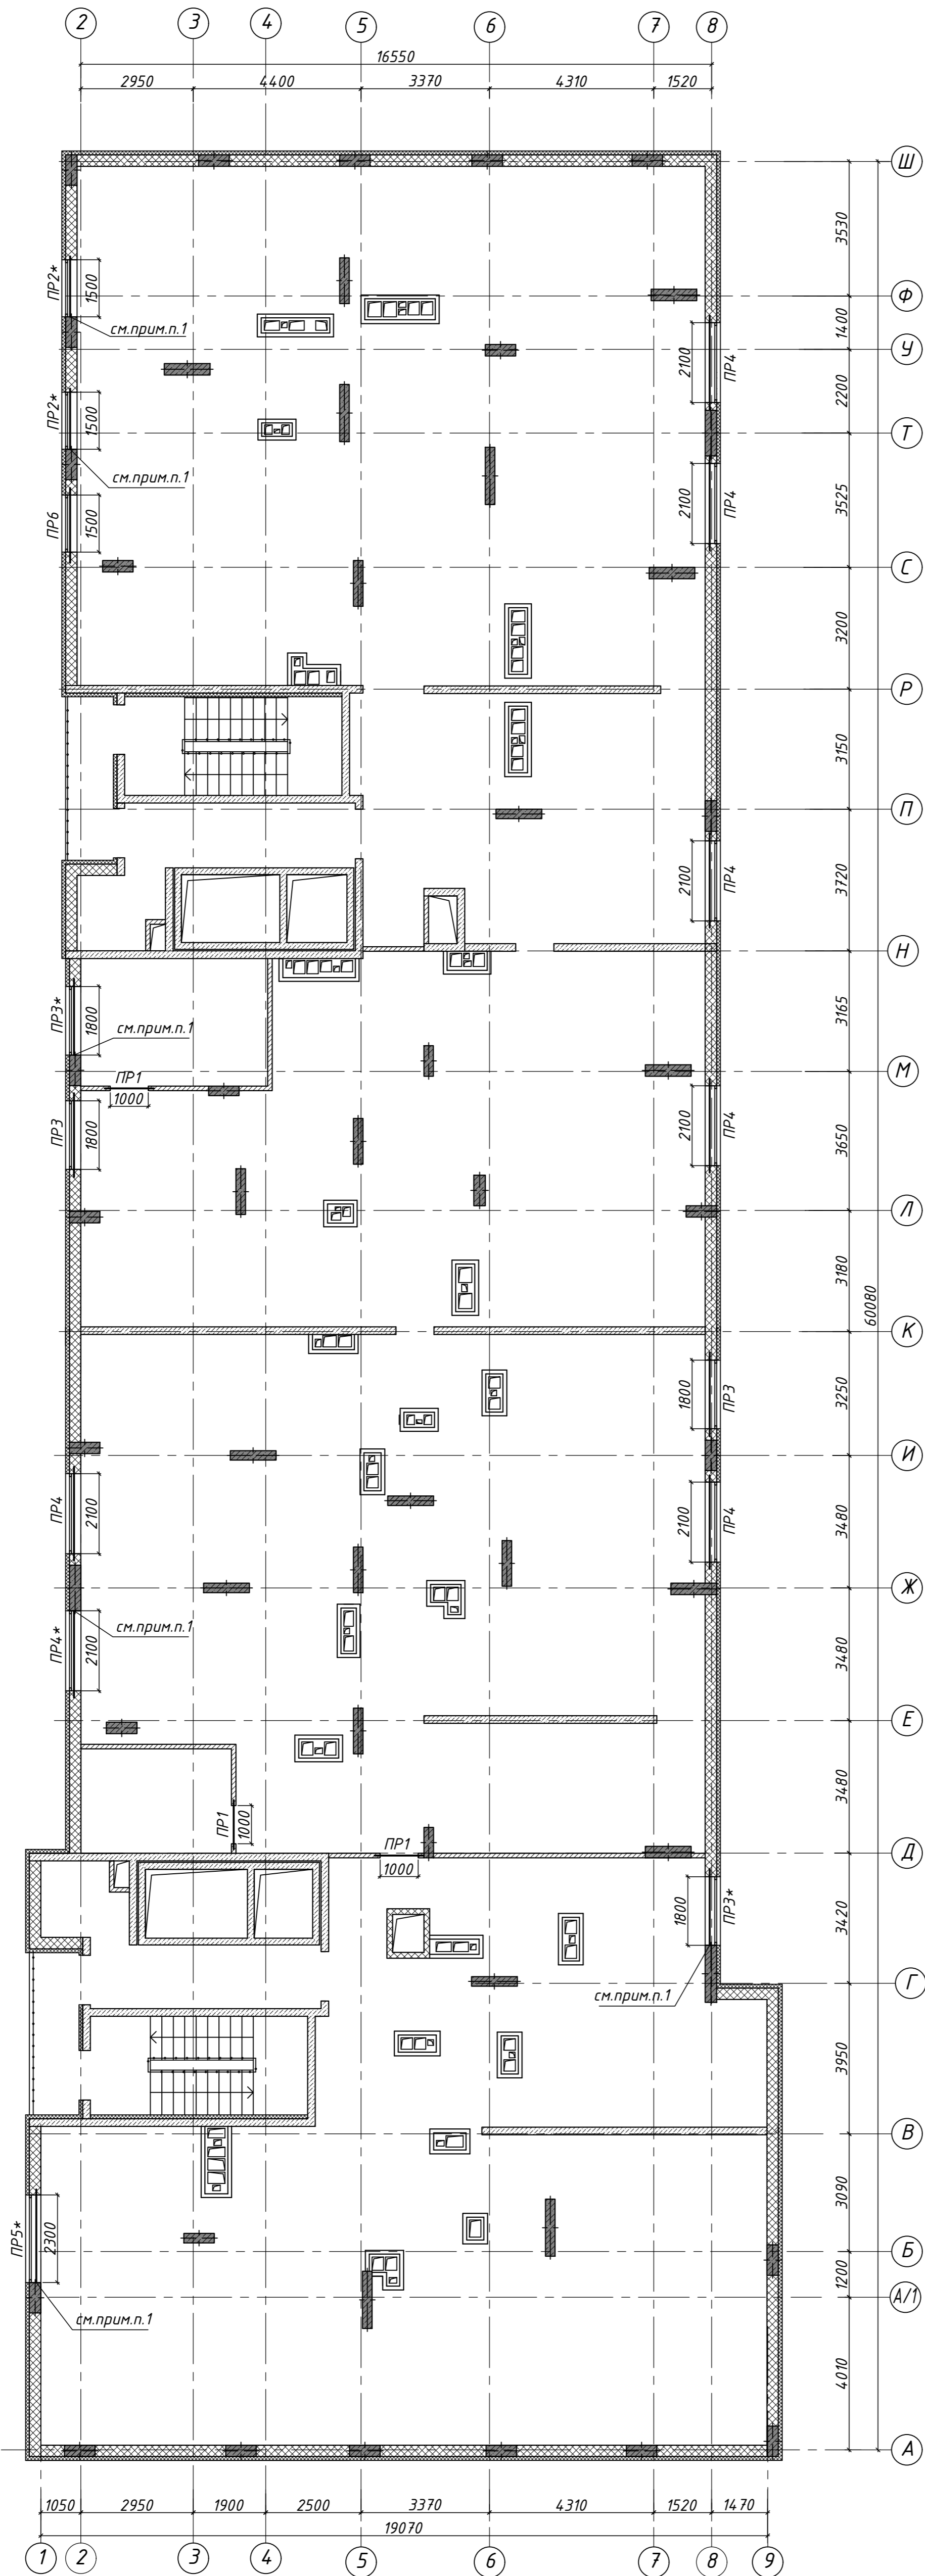 2 3 4 5 6 7 8
16550
2950 4400 3370 4310 1520
Ш
3530
ПР2* 1500
Ф
см.прим.п.1
1400
2100 ПР4
У
2200
ПР2* 1500
Т
см.прим.п.1
2100 ПР4
3525
ПР6 1500
С
3200
Р
3150
П
2100 ПР4
3720
Н
ПР3* 1800
3165
см.прим.п.1
М
ПР1
1000
2100 ПР4
ПР3 1800
3650
Л
3180
60080
К
1800 ПР3
3250
И
ПР4 2100
2100 ПР4
3480
Ж
см.прим.п.1
ПР4* 2100
3480
Е
ПР1 1000
3480
ПР1
1000
Д
1800 ПР3*
3420
Г
см.прим.п.1
3950
В
ПР5* 2300
3090
Б
1200
А/1
см.прим.п.1
4010
А
1050 2950 1900 2500 3370 4310 1520 1470
19070
1 2 3 4 5 6 7 8 9